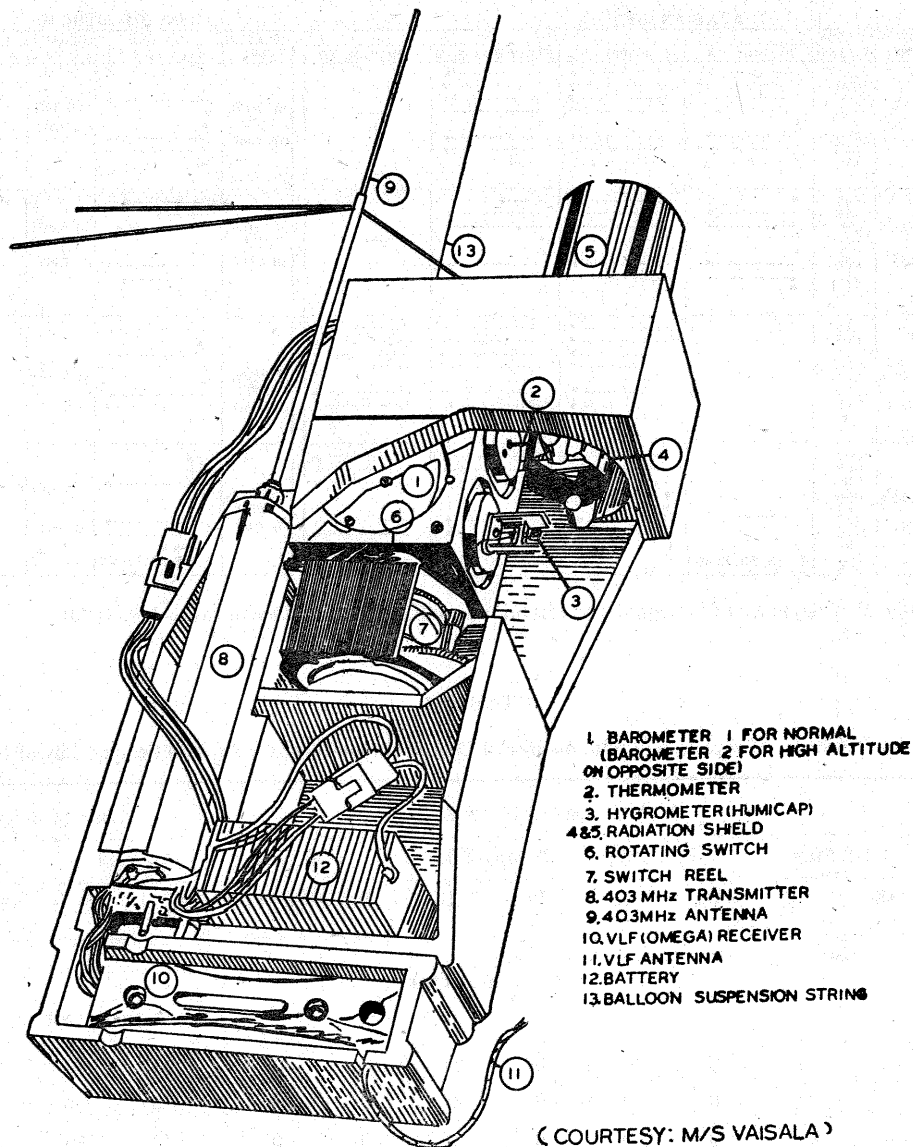 9
13
5
2
4
1
6
3
7
8
12
10
11
1. BAROMETER 1 FOR NORMAL
(BAROMETER 2 FOR HIGH ALTITUDE
ON OPPOSITE SIDE)
2. THERMOMETER
3. HYGROMETER(HUMICAP)
4&5. RADIATION SHIELD
6. ROTATING SWITCH
7. SWITCH REEL
8. 403 MHz TRANSMITTER
9. 403MHz ANTENNA
10. VLF(OMEGA) RECEIVER
11. VLF ANTENNA
12. BATTERY
13. BALLOON SUSPENSION STRING
(COURTESY: M/S VAISALA)